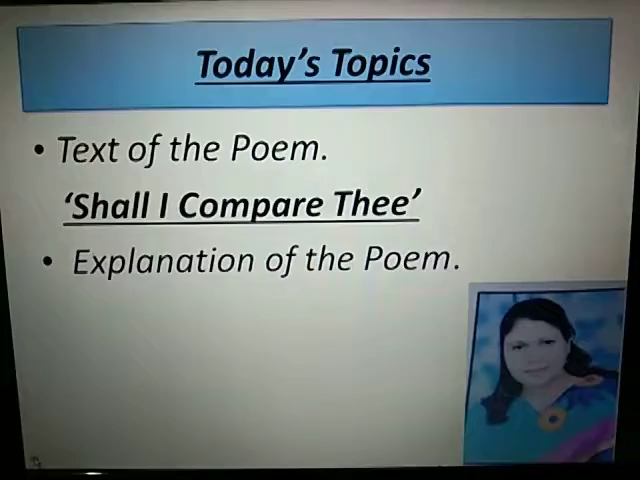 Today's Topics
• Text of the Poem.
‘Shall I Compare Thee’
• Explanation of the Poem.